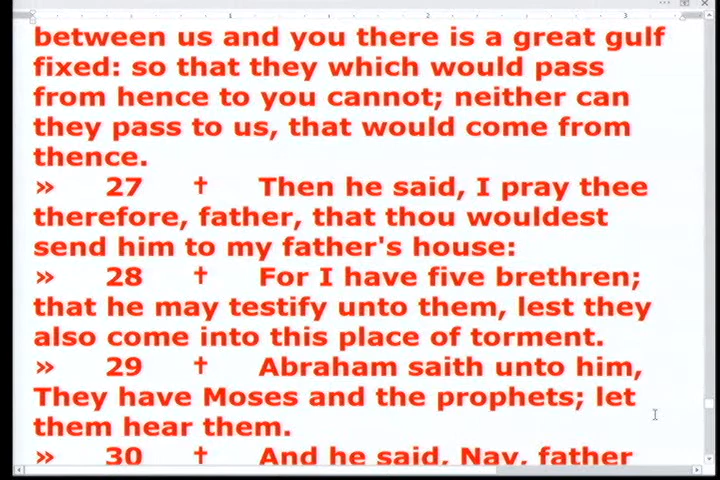 between us and you there is a great gulf
fixed: so that they which would pass
from hence to you cannot; neither can
they pass to us, that would come from
thence.
» 27 † Then he said, I pray thee
therefore, father, that thou wouldest
send him to my father's house:
» 28 † For I have five brethren;
that he may testify unto them, lest they
also come into this place of torment.
» 29 † Abraham saith unto him,
They have Moses and the prophets; let
them hear them.
» 30 † And he said, Nay, father